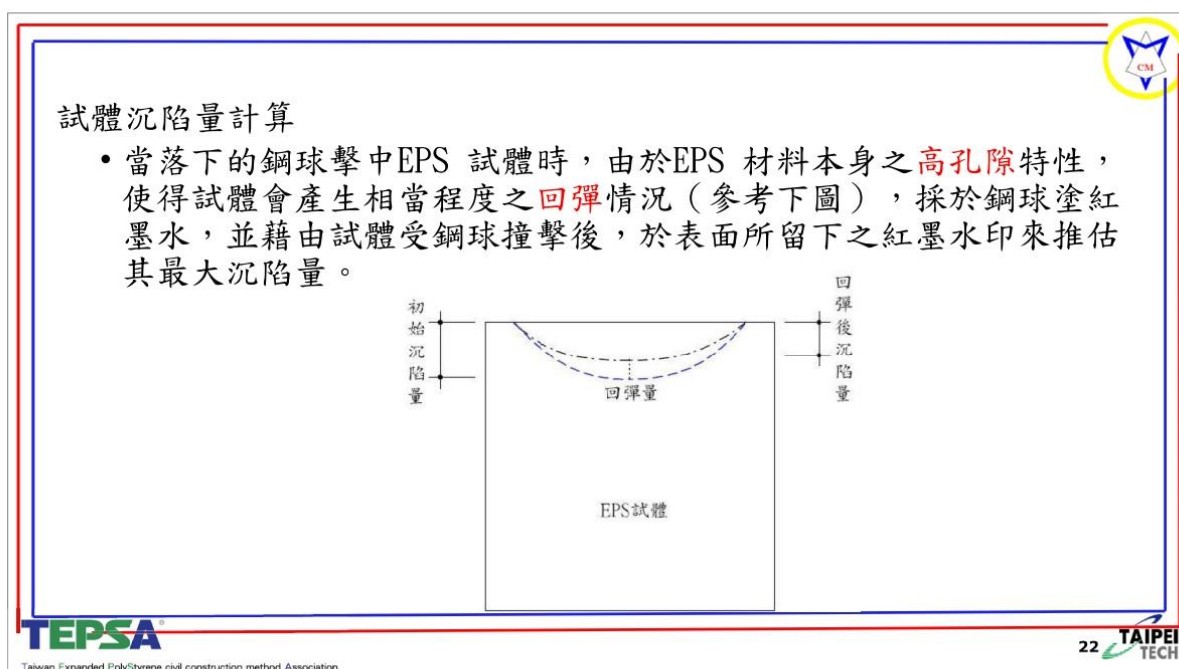 CM
試體沉陷量計算
• 當落下的鋼球擊中EPS 試體時，由於EPS 材料本身之高孔隙特性，
使得試體會產生相當程度之回彈情況（參考下圖），採於鋼球塗紅
墨水，並藉由試體受鋼球撞擊後，於表面所留下之紅墨水印來推估
其最大沉陷量。
初始沉陷量
回彈後沉陷量
回彈量
EPS試體
TEPSA
Taiwan Expanded PolyStyrene civil construction method Association
22
TAIPEI
TECH